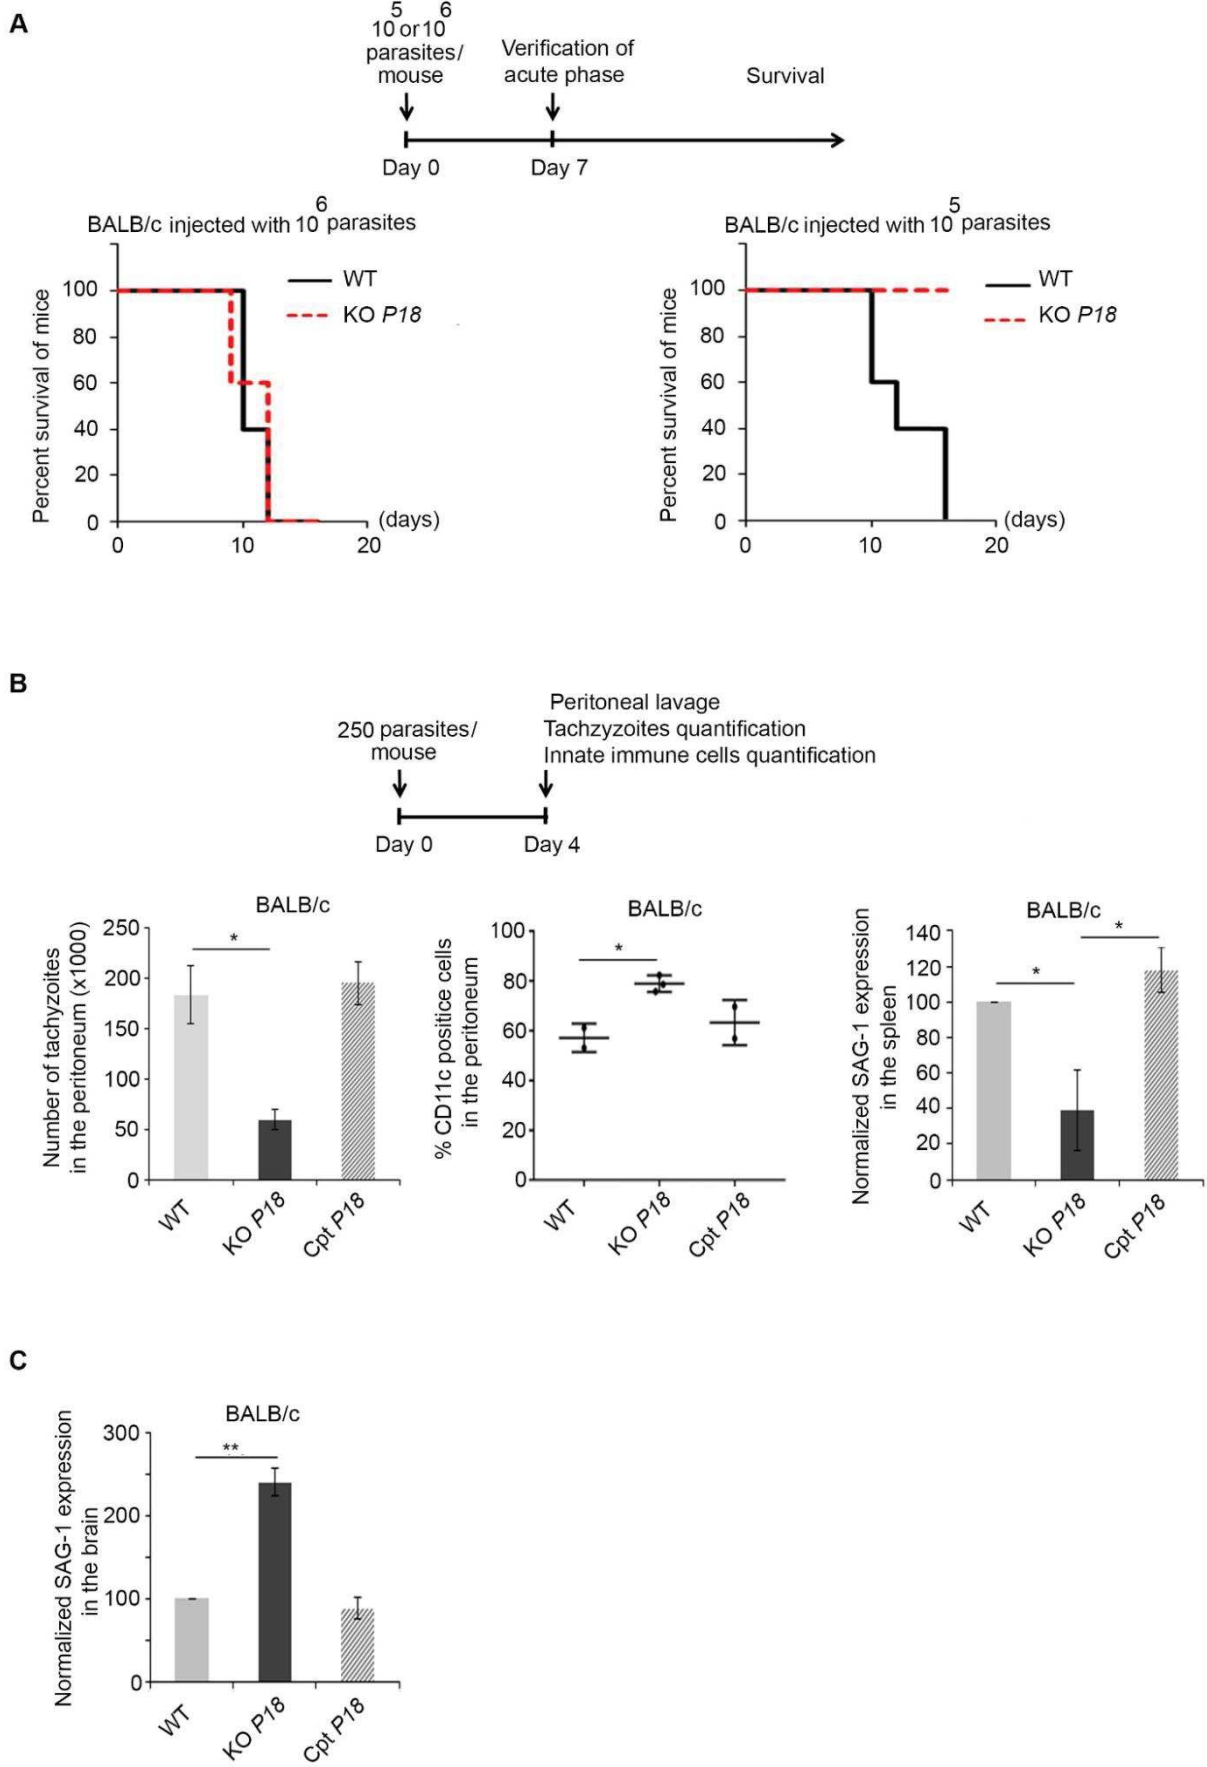 A
5 6
10 or 10
parasites/
mouse
Verification of
acute phase
Survival
Day 0
Day 7
6
BALB/c injected with 10 parasites
Percent survival of mice
100
80
60
40
20
0
0
10
20
(days)
WT
KO P18
5
BALB/c injected with 10 parasites
Percent survival of mice
100
80
60
40
20
0
0
10
20
(days)
WT
KO P18
B
250 parasites/
mouse
Peritoneal lavage
Tachzyzoites quantification
Innate immune cells quantification
Day 0
Day 4
BALB/c
Number of tachyzoites
in the peritoneum (x1000)
250
200
150
100
50
0
*
WT
KO P18
Cpt P18
BALB/c
% CD11c positice cells
in the peritoneum
100
80
60
40
20
0
*
WT
KO P18
Cpt P18
BALB/c
Normalized SAG-1 expression
in the spleen
140
120
100
80
60
40
20
0
*
*
WT
KO P18
Cpt P18
C
BALB/c
Normalized SAG-1 expression
in the brain
300
200
100
0
**
WT
KO P18
Cpt P18